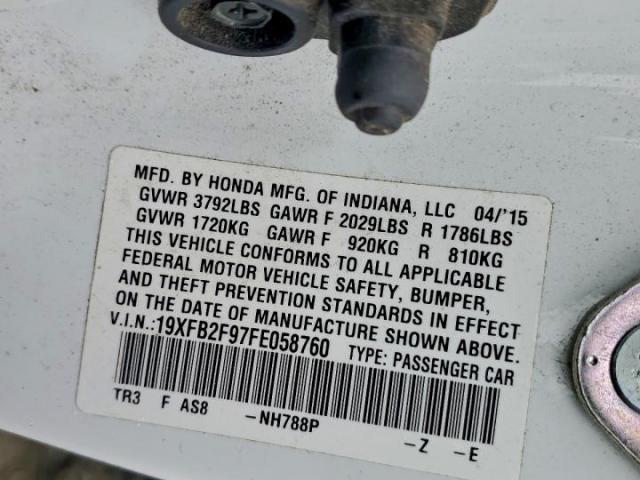 MFD. BY HONDA MFG. OF INDIANA, LLC 04/'15
GVWR 3792LBS GAWR F 2029LBS R 1786LBS
GVWR 1720KG GAWR F 920KG R 810KG
THIS VEHICLE CONFORMS TO ALL APPLICABLE
FEDERAL MOTOR VEHICLE SAFETY, BUMPER,
AND THEFT PREVENTION STANDARDS IN EFFECT
ON THE DATE OF MANUFACTURE SHOWN ABOVE.
V.I.N.:19XFB2F97FE058760 TYPE: PASSENGER CAR
TR3 F AS8 -NH788P -Z -E